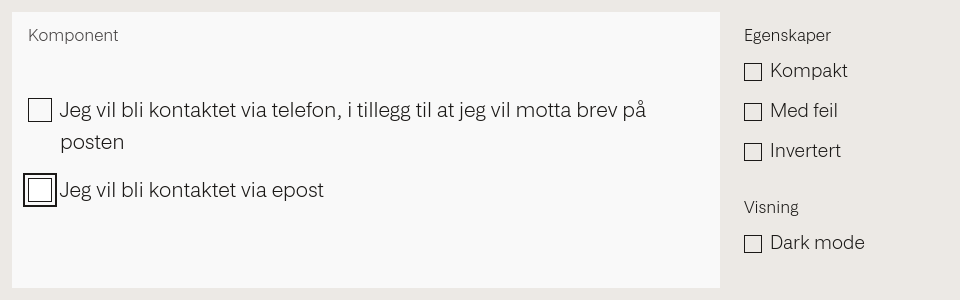 Komponent
Jeg vil bli kontaktet via telefon, i tillegg til at jeg vil motta brev på
posten
Jeg vil bli kontaktet via epost
Egenskaper
Kompakt
Med feil
Invertert
Visning
Dark mode